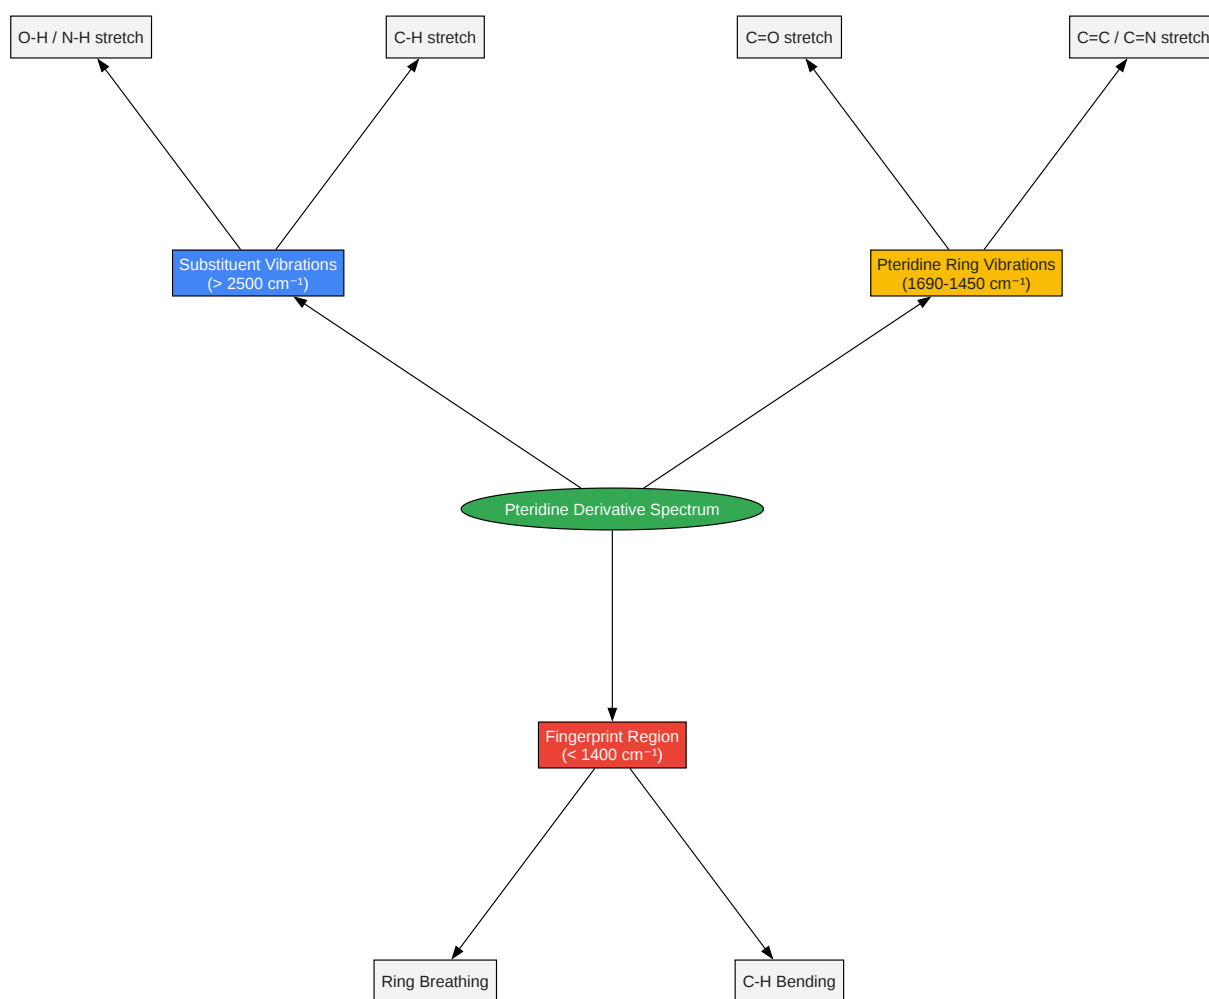 O-H / N-H stretch
C-H stretch
C=O stretch
C=C / C=N stretch
Substituent Vibrations
(> 2500 cm⁻¹)
Pteridine Ring Vibrations
(1690-1450 cm⁻¹)
Pteridine Derivative Spectrum
Fingerprint Region
(< 1400 cm⁻¹)
Ring Breathing
C-H Bending